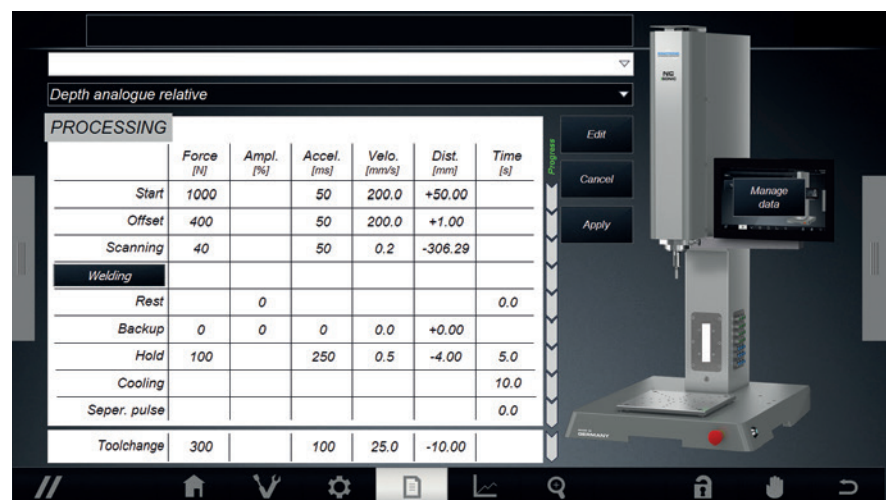 Depth analogue relative
PROCESSING
Force Ampl. Accel. Velo. Dist. Time
[N] [%] [ms] [mm/s] [mm] [s]
Start 1000 50 200.0 +50.00
Offset 400 50 200.0 +1.00
Scanning 40 50 0.2 -306.29
Welding
Rest 0 0.0
Backup 0 0 0 0.0 +0.00
Hold 100 250 0.5 -4.00 5.0
Cooling 10.0
Seper. pulse 0.0
Toolchange 300 100 25.0 -10.00
Progress
Edit
Cancel
Apply
Manage
data
GERMANY